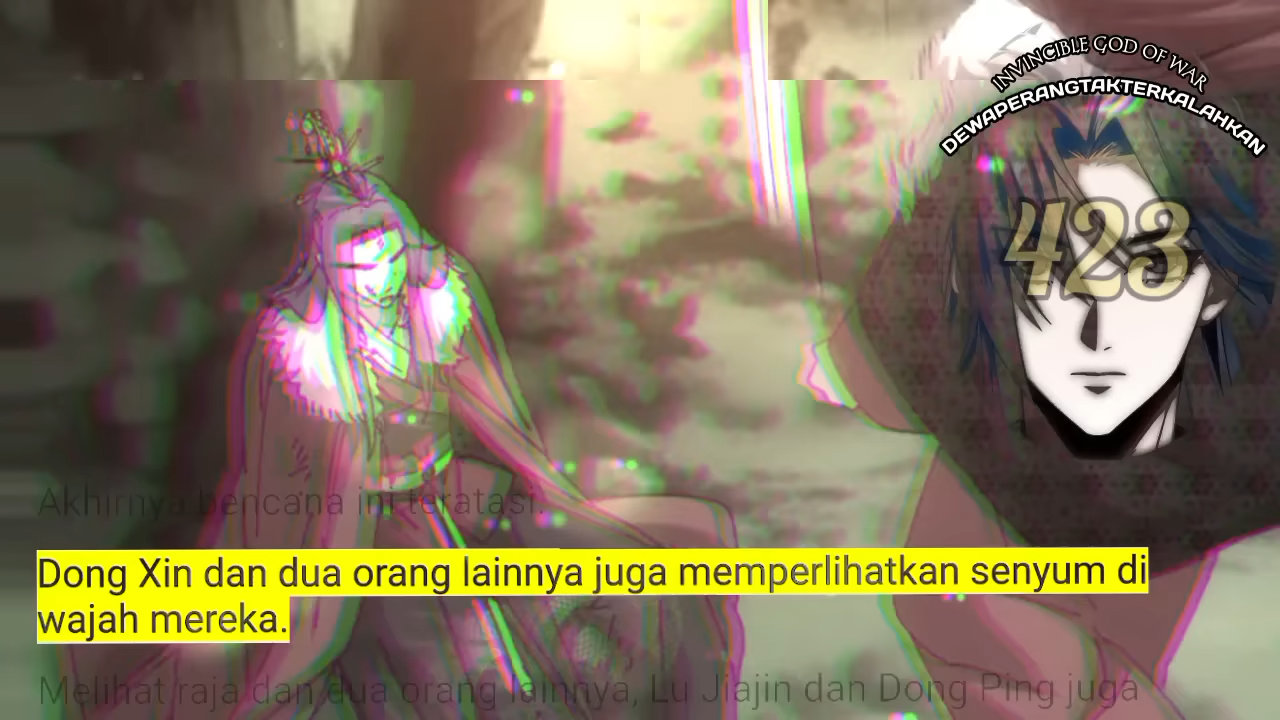 INVINCIBLE GOD OF WAR
DEWAPERANGTAKTERKALAHKAN
423
Akhirnya bencana ini teratasi.
Dong Xin dan dua orang lainnya juga memperlihatkan senyum di
wajah mereka.
Melihat raja dan dua orang lainnya, Lu Jiajin dan Dong Ping juga